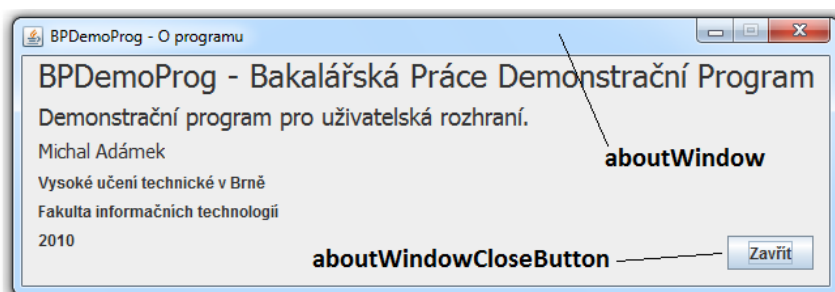 BPDemoProg - O programu
BPDemoProg - Bakalářská Práce Demonstrační Program
Demonstrační program pro uživatelská rozhraní.
Michal Adámek
aboutWindow
Vysoké učení technické v Brně
Fakulta informačních technologií
2010
aboutWindowCloseButton
Zavřít